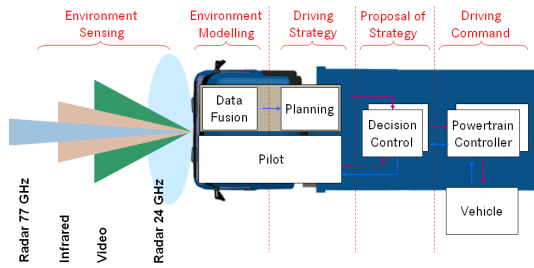 Environment
Sensing
Environment
Modelling
Driving
Strategy
Proposal of
Strategy
Driving
Command
Data
Fusion
Planning
Pilot
Decision
Control
Powertrain
Controller
Vehicle
Radar 77 GHz
Infrared
Video
Radar 24 GHz